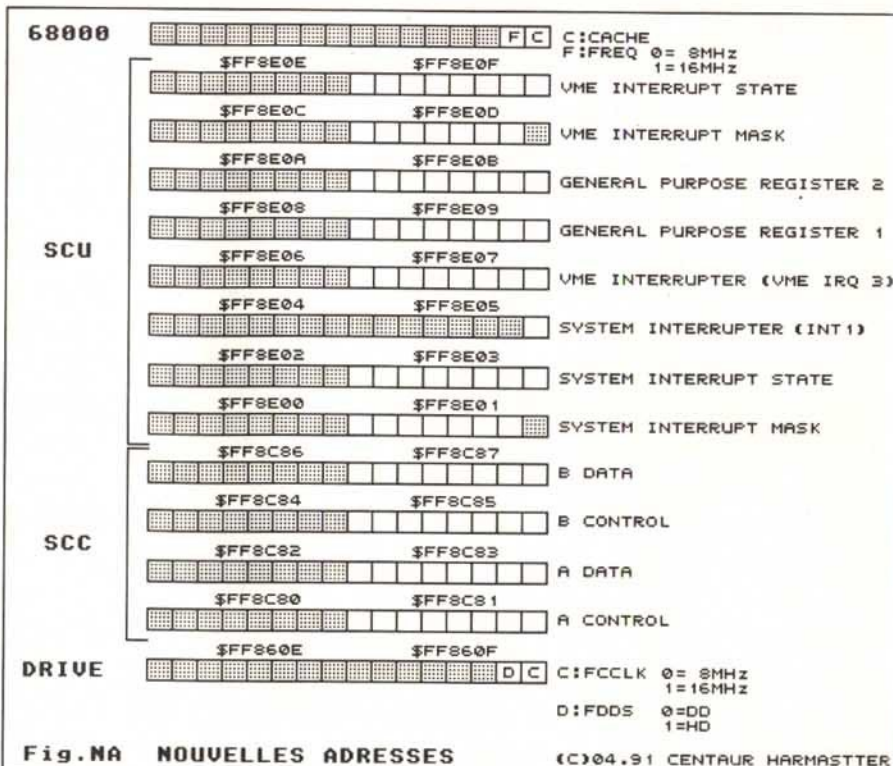 68000 F C C:CACHE
F:FREQ 0= 8MHz
1=16MHz
$FF8E0E $FF8E0F
VME INTERRUPT STATE
$FF8E0C $FF8E0D
VME INTERRUPT MASK
$FF8E0A $FF8E0B
GENERAL PURPOSE REGISTER 2
$FF8E08 $FF8E09
GENERAL PURPOSE REGISTER 1
SCU
$FF8E06 $FF8E07
VME INTERRUPTER (VME IRQ 3)
$FF8E04 $FF8E05
SYSTEM INTERRUPTER (INT1)
$FF8E02 $FF8E03
SYSTEM INTERRUPT STATE
$FF8E00 $FF8E01
SYSTEM INTERRUPT MASK
$FF8C86 $FF8C87
B DATA
$FF8C84 $FF8C85
B CONTROL
SCC
$FF8C82 $FF8C83
A DATA
$FF8C80 $FF8C81
A CONTROL
$FF860E $FF860F
DRIVE D C C:FCCLK 0= 8MHz
1=16MHz
D:FDDS 0=DD
1=HD
Fig.NA NOUVELLES ADRESSES (C)04.91 CENTAUR HARMASTTER